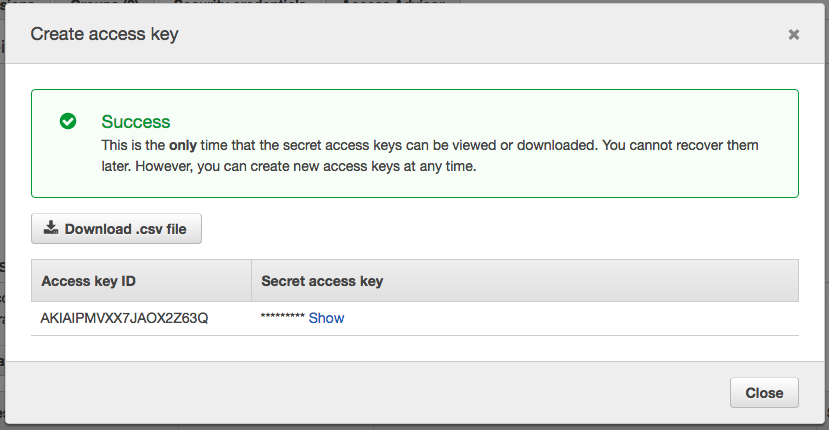 Create access key
Success
This is the only time that the secret access keys can be viewed or downloaded. You cannot recover them
later. However, you can create new access keys at any time.
Download .csv file
Access key ID Secret access key
AKIAIPMVXX7JAOX2Z63Q ********* Show
Close